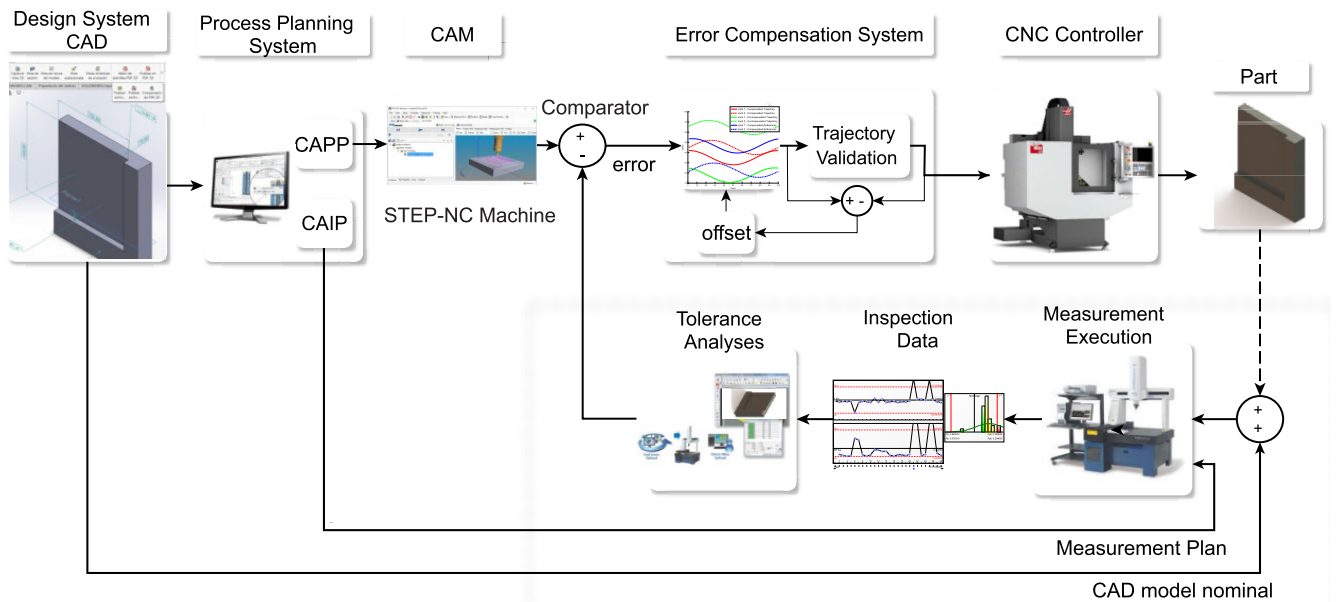 Design System
CAD
Process Planning
System
CAM
Error Compensation System
CNC Controller
Part
CAPP
CAIP
STEP-NC Machine
Comparator
+
-
error
Trajectory
Validation
+ -
offset
Tolerance
Analyses
Inspection
Data
Measurement
Execution
+
+
Measurement Plan
CAD model nominal